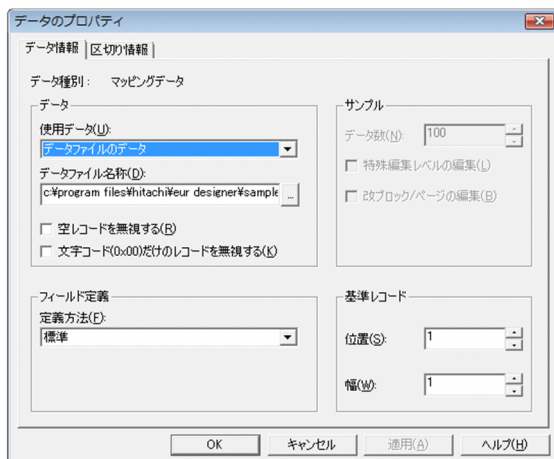 データのプロパティ
データ情報 区切り情報
データ種別： マッピングデータ
データ
使用データ(U):
データファイルのデータ
データファイル名称(D):
c:¥program files¥hitachi¥eur designer¥sample ...
空レコードを無視する(R)
文字コード(0x00)だけのレコードを無視する(K)
サンプル
データ数(N): 100
特殊編集レベルの編集(L)
改ブロック/ページの編集(B)
フィールド定義
定義方法(F):
標準
基準レコード
位置(S): 1
幅(W): 1
OK キャンセル 適用(A) ヘルプ(H)